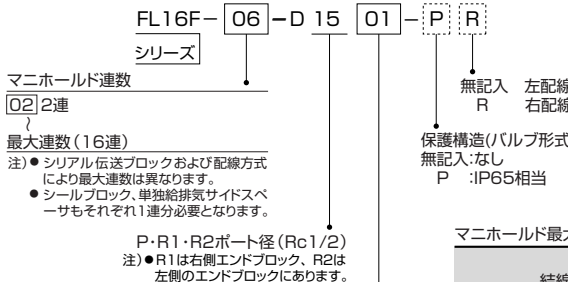 FL16F－06－D 15 01－P R
シリーズ
マニホールド連数
02 2連
～
最大連数（16連）
注）● シリアル伝送ブロックおよび配線方式
により最大連数は異なります。
● シールブロック、単独給排気サイドスペ
ーサもそれぞれ1連分必要となります。
無記入 左配線
R 右配線
保護構造(バルブ形式
無記入:なし
P :IP65相当
P・R1・R2ポート径（Rc1/2）
注）●R1は右側エンドブロック、R2は
左側のエンドブロックにあります。
マニホールド最大
結線